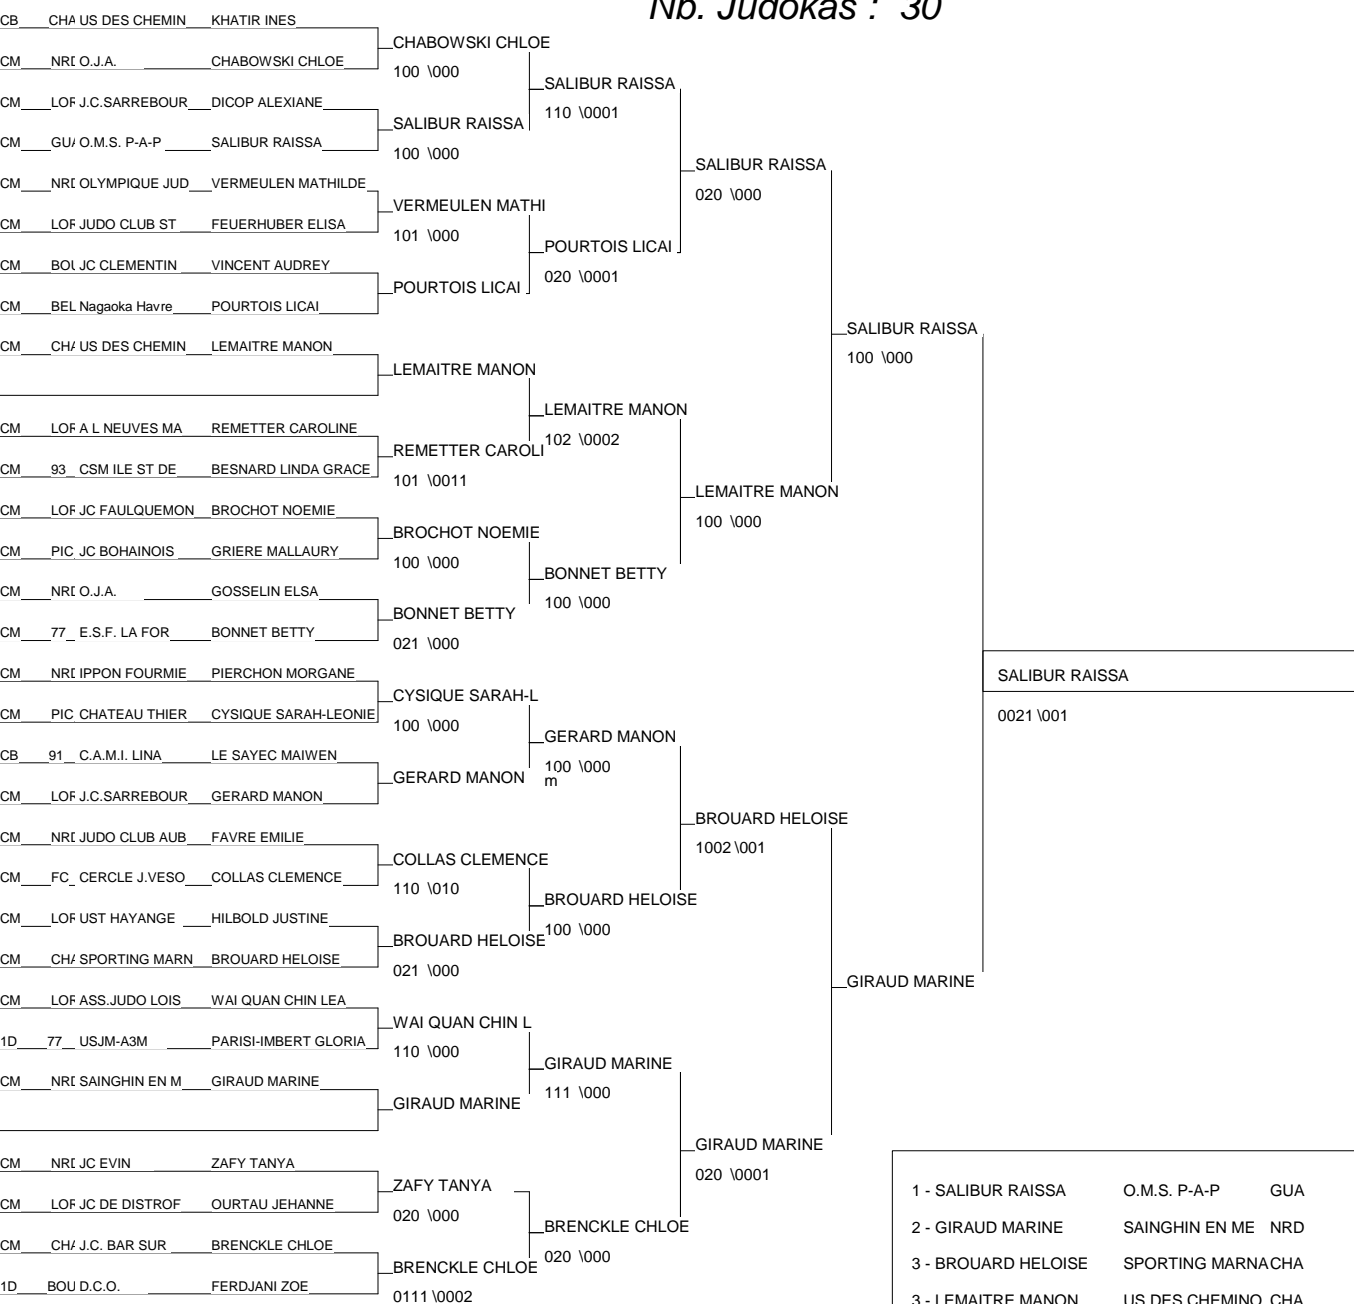 Nb. Judokas : 30
CB CHA US DES CHEMIN KHATIR INES
CHABOWSKI CHLOE
100 \000
CM NRD O.J.A. CHABOWSKI CHLOE
SALIBUR RAISSA
110 \0001
CM LOR J.C.SARREBOUR DICOP ALEXIANE
SALIBUR RAISSA
100 \000
CM GUA O.M.S. P-A-P SALIBUR RAISSA
SALIBUR RAISSA
020 \000
CM NRD OLYMPIQUE JUD VERMEULEN MATHILDE
VERMEULEN MATHI
101 \000
CM LOR JUDO CLUB ST FEUERHUBER ELISA
POURTOIS LICAI
020 \0001
CM BOU JC CLEMENTIN VINCENT AUDREY
POURTOIS LICAI
CM BEL Nagaoka Havre POURTOIS LICAI
SALIBUR RAISSA
100 \000
CM CHA US DES CHEMIN LEMAITRE MANON
LEMAITRE MANON
LEMAITRE MANON
102 \0002
CM LOR A L NEUVES MA REMETTER CAROLINE
REMETTER CAROLI
101 \0011
CM 93 CSM ILE ST DE BESNARD LINDA GRACE
LEMAITRE MANON
100 \000
CM LOR JC FAULQUEMON BROCHOT NOEMIE
BROCHOT NOEMIE
100 \000
CM PIC JC BOHAINOIS GRIERE MALLAURY
BONNET BETTY
100 \000
CM NRD O.J.A. GOSSELIN ELSA
BONNET BETTY
021 \000
CM 77 E.S.F. LA FOR BONNET BETTY
SALIBUR RAISSA
0021 \001
CM NRD IPPON FOURMIE PIERCHON MORGANE
CYSIQUE SARAH-L
100 \000
CM PIC CHATEAU THIER CYSIQUE SARAH-LEONIE
GERARD MANON
100 \000
m
CB 91 C.A.M.I. LINA LE SAYEC MAIWEN
GERARD MANON
CM LOR J.C.SARREBOUR GERARD MANON
BROUARD HELOISE
1002 \001
CM NRD JUDO CLUB AUB FAVRE EMILIE
COLLAS CLEMENCE
110 \010
CM FC CERCLE J.VESO COLLAS CLEMENCE
BROUARD HELOISE
100 \000
CM LOR UST HAYANGE HILBOLD JUSTINE
BROUARD HELOISE
021 \000
CM CHA SPORTING MARN BROUARD HELOISE
GIRAUD MARINE
CM LOR ASS.JUDO LOIS WAI QUAN CHIN LEA
WAI QUAN CHIN L
110 \000
1D 77 USJM-A3M PARISI-IMBERT GLORIA
GIRAUD MARINE
111 \000
CM NRD SAINGHIN EN M GIRAUD MARINE
GIRAUD MARINE
GIRAUD MARINE
020 \0001
CM NRD JC EVIN ZAFY TANYA
ZAFY TANYA
020 \000
CM LOR JC DE DISTROF OURTAU JEHANNE
BRENCKLE CHLOE
020 \000
CM CHA J.C. BAR SUR BRENCKLE CHLOE
BRENCKLE CHLOE
0111 \0002
1D BOU D.C.O. FERDJANI ZOE
1 - SALIBUR RAISSA O.M.S. P-A-P GUA
2 - GIRAUD MARINE SAINGHIN EN ME NRD
3 - BROUARD HELOISE SPORTING MARNA CHA
3 - LEMAITRE MANON US DES CHEMINO CHA